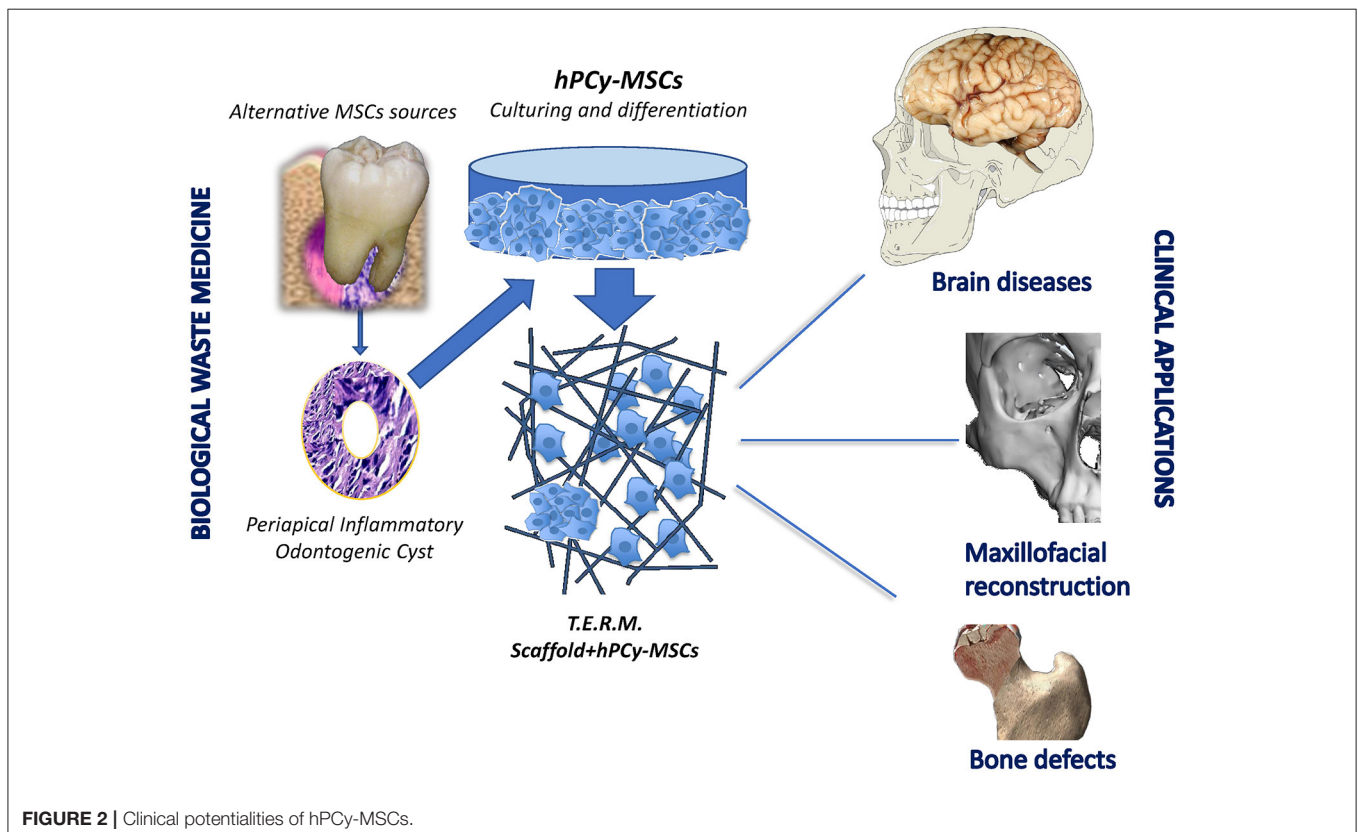 BIOLOGICAL WASTE MEDICINE
Alternative MSCs sources
Periapical Inflammatory
Odontogenic Cyst
hPCy-MSCs
Culturing and differentiation
T.E.R.M.
Scaffold+hPCy-MSCs
Brain diseases
Maxillofacial
reconstruction
Bone defects
CLINICAL APPLICATIONS
FIGURE 2 | Clinical potentialities of hPCy-MSCs.